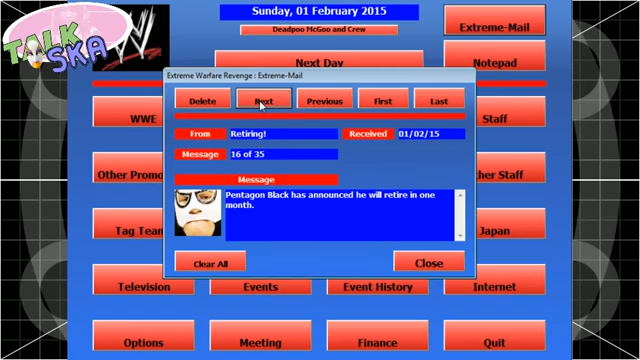 TALK
SKA
Sunday, 01 February 2015
Deadpoo McGoo and Crew
Extreme-Mail
Next Day
Notepad
Extreme Warfare Revenge : Extreme-Mail
Delete
Next
Previous
First
Last
From
Retiring!
Received
01/02/15
Message
16 of 35
Message
Pentagon Black has announced he will retire in one
month.
Clear All
Close
WWE
Staff
Other Promo
her Staff
Tag Team
Japan
Television
Events
Event History
Internet
Options
Meeting
Finance
Quit